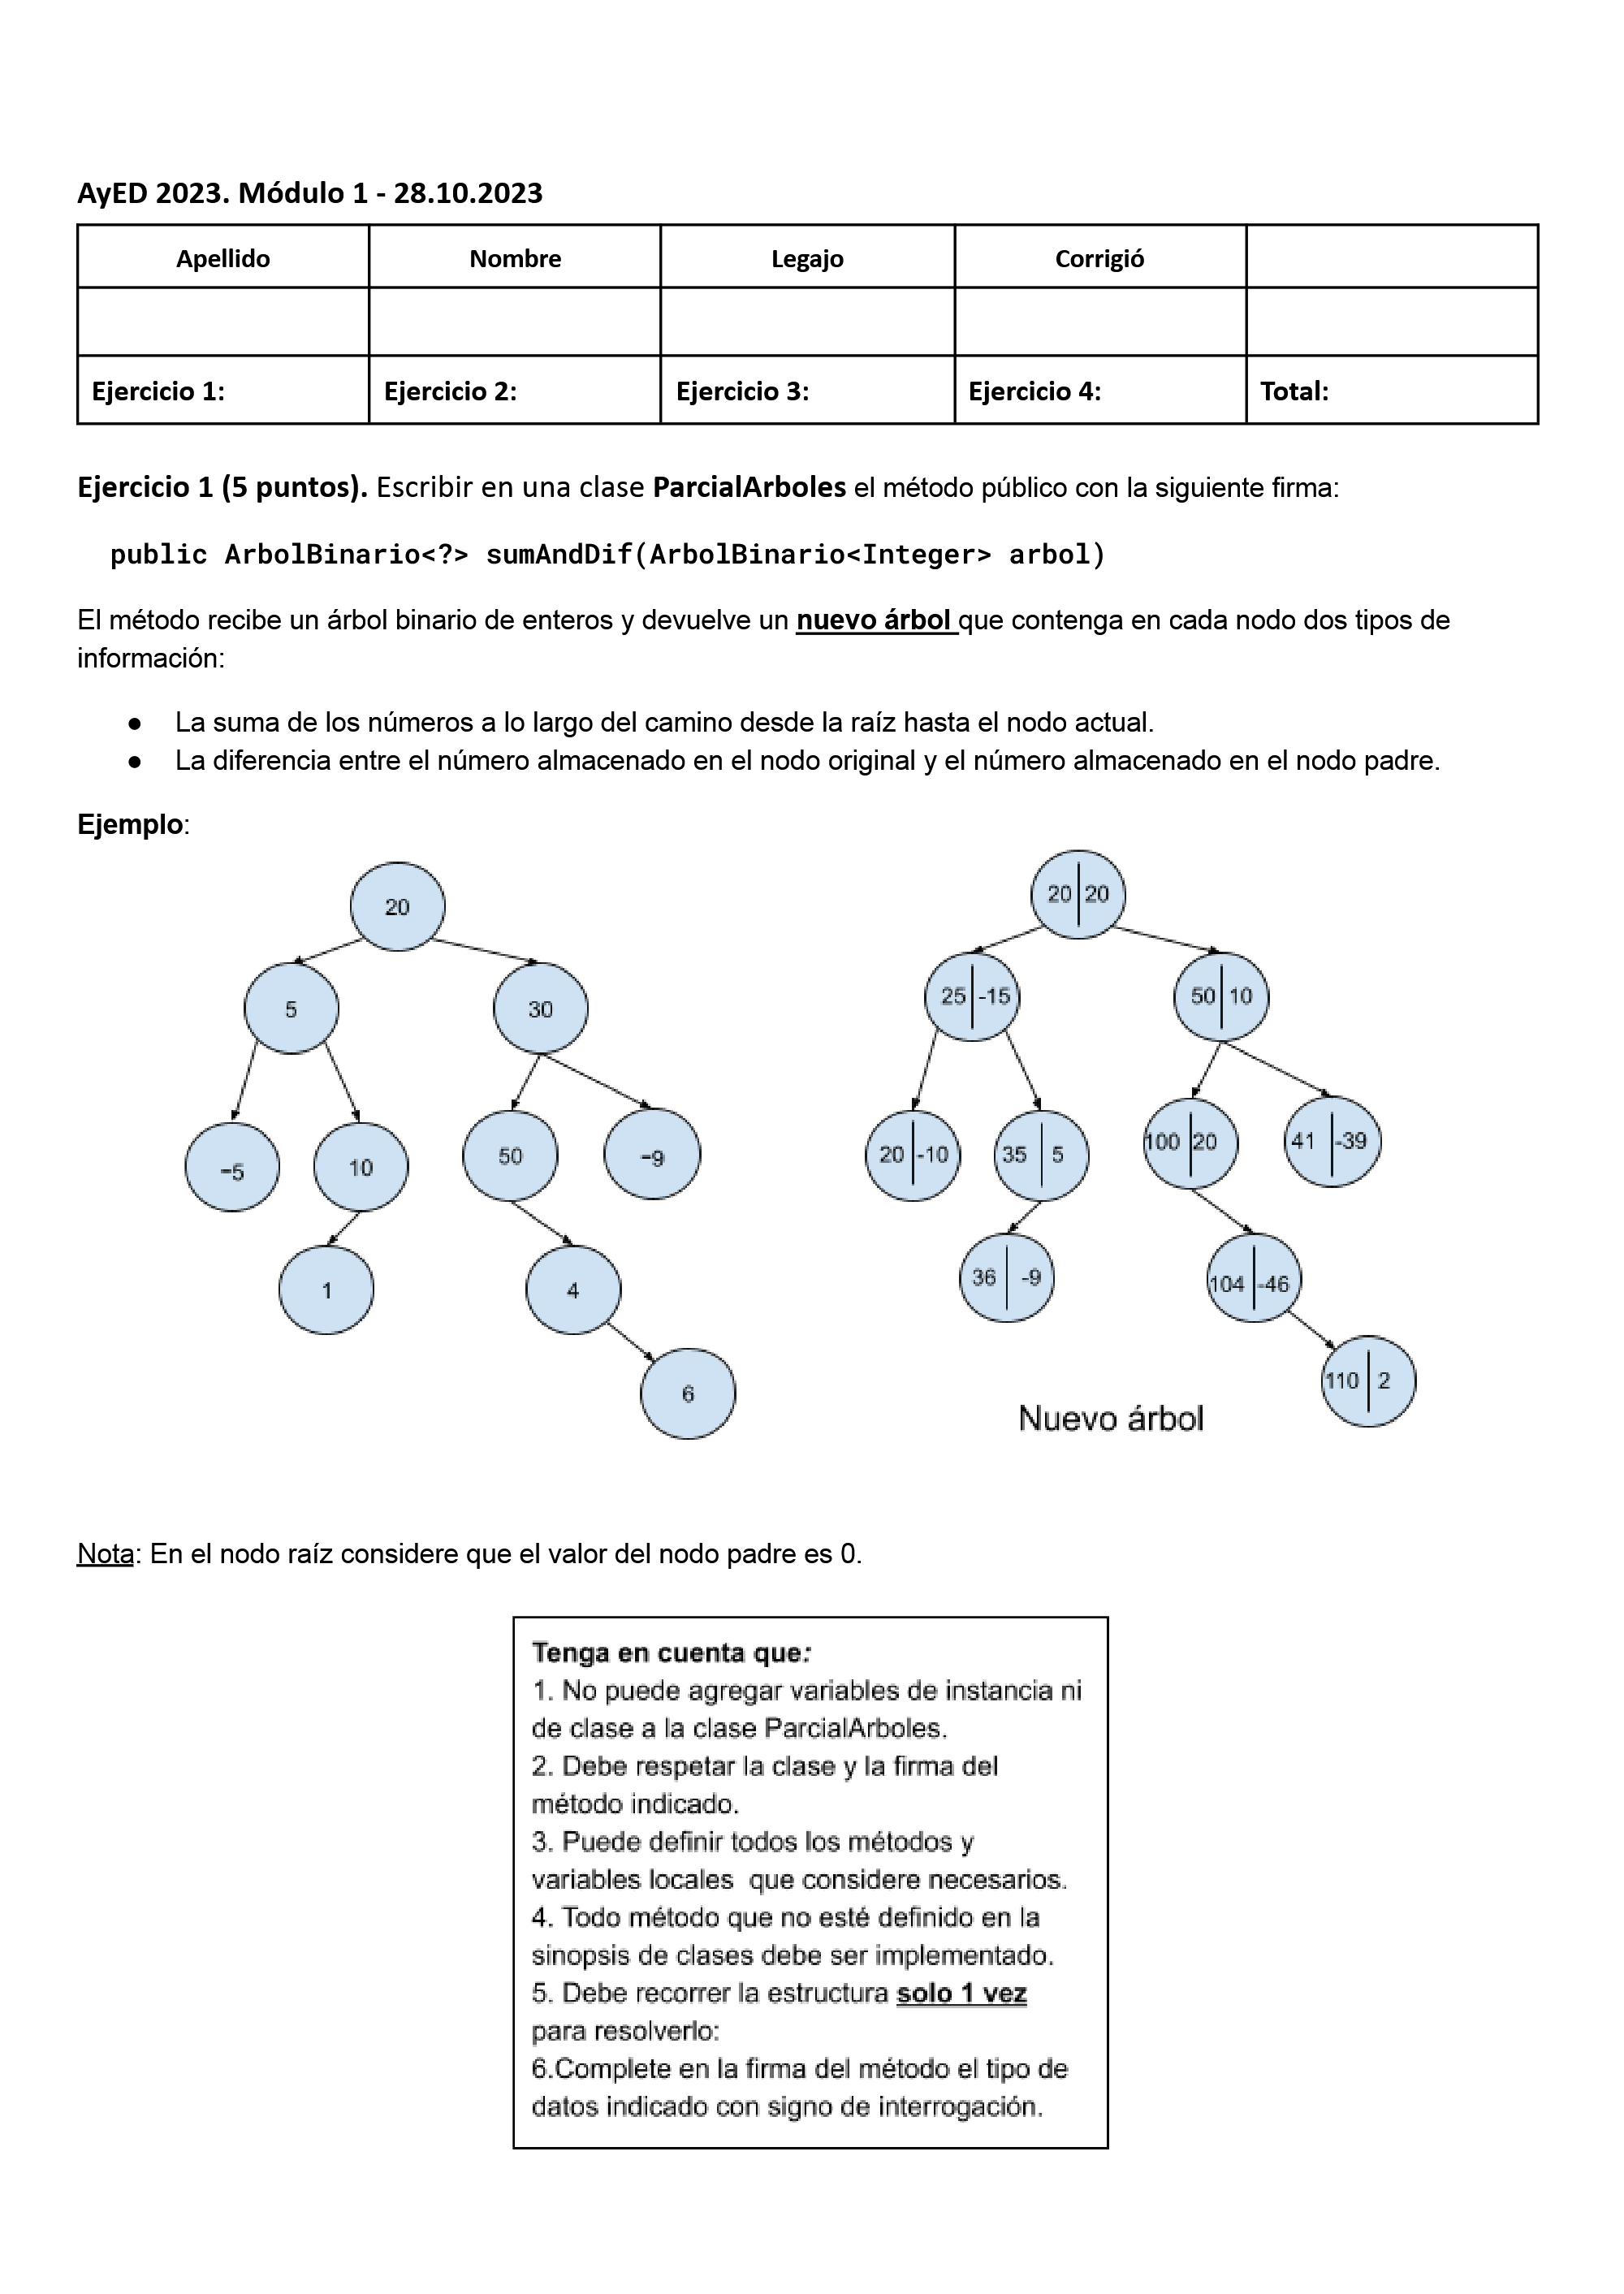 AyED 2023. Módulo 1 - 28.10.2023
Apellido Nombre Legajo Corrigió
Ejercicio 1: Ejercicio 2: Ejercicio 3: Ejercicio 4: Total:
Ejercicio 1 (5 puntos). Escribir en una clase ParcialArboles el método público con la siguiente firma:
public ArbolBinario<?> sumAndDif(ArbolBinario<Integer> arbol)
El método recibe un árbol binario de enteros y devuelve un nuevo árbol que contenga en cada nodo dos tipos de
información:
● La suma de los números a lo largo del camino desde la raíz hasta el nodo actual.
● La diferencia entre el número almacenado en el nodo original y el número almacenado en el nodo padre.
Ejemplo:
20
5 30
-5 10 50 -9
1 4
6
20 20
25 -15 50 10
20 -10 35 5 100 20 41 -39
36 -9 104 -46
110 2
Nuevo árbol
Nota: En el nodo raíz considere que el valor del nodo padre es 0.
Tenga en cuenta que:
1. No puede agregar variables de instancia ni
de clase a la clase ParcialArboles.
2. Debe respetar la clase y la firma del
método indicado.
3. Puede definir todos los métodos y
variables locales que considere necesarios.
4. Todo método que no esté definido en la
sinopsis de clases debe ser implementado.
5. Debe recorrer la estructura solo 1 vez
para resolverlo:
6.Complete en la firma del método el tipo de
datos indicado con signo de interrogación.